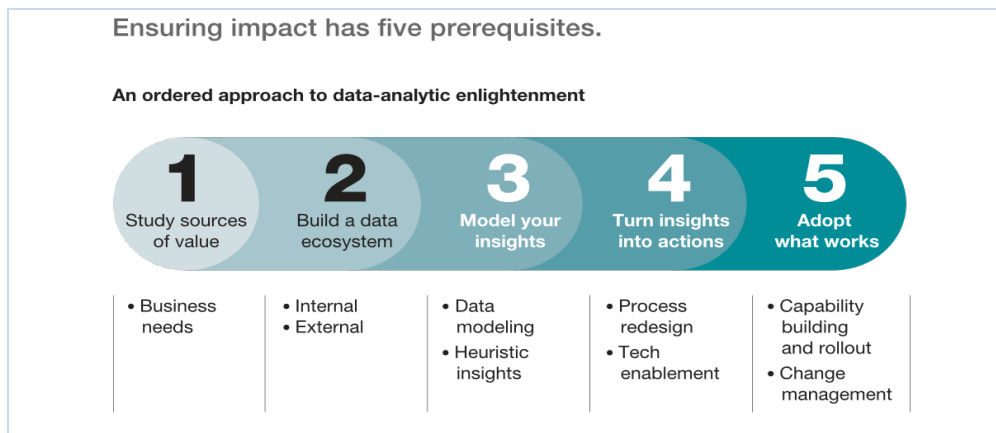 Ensuring impact has five prerequisites.
An ordered approach to data-analytic enlightenment
1
Study sources
of value
2
Build a data
ecosystem
3
Model your
insights
4
Turn insights
into actions
5
Adopt
what works
• Business
needs
• Internal
• External
• Data
modeling
• Heuristic
insights
• Process
redesign
• Tech
enablement
• Capability
building
and rollout
• Change
management